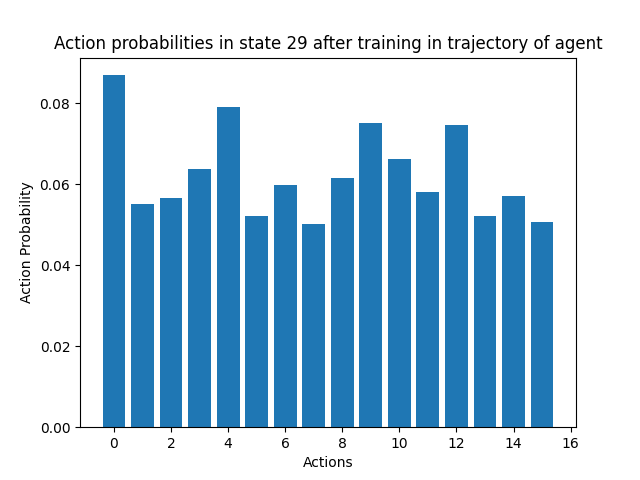 Action probabilities in state 29 after training in trajectory of agent
0.08
0.06
0.04
0.02
0.00
Action Probability
0 2 4 6 8 10 12 14 16
Actions